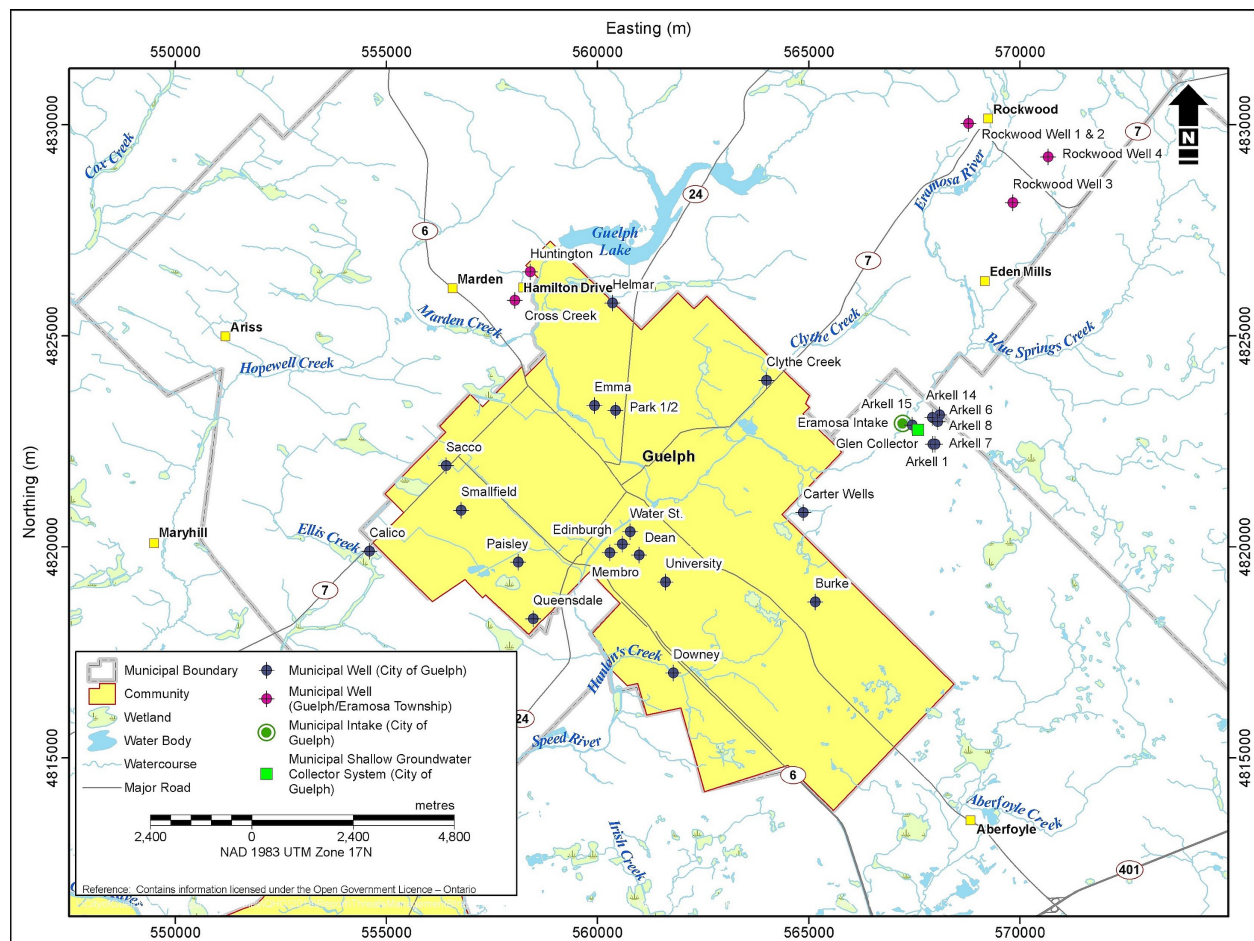 Easting (m)
550000
555000
560000
565000
570000
Northing (m)
4830000
4825000
4820000
4815000
4830000
4825000
4820000
4815000
N
Rockwood
Rockwood Well 1 & 2
7
Rockwood Well 4
Rockwood Well 3
Eramosa River
Cox Creek
24
6
Guelph
Lake
7
Huntington
Eden Mills
Marden
Hamilton Drive
Helmar
Cross Creek
Marden Creek
Ariss
Hopewell Creek
Clythe Creek
Blue Springs Creek
Clythe Creek
Emma
Park 1/2
Arkell 15
Arkell 14
Arkell 6
Eramosa Intake
Arkell 8
Glen Collector
Arkell 7
Arkell 1
Sacco
Guelph
Smallfield
Carter Wells
Water St.
Edinburgh
Dean
Ellis Creek
Calico
Maryhill
Paisley
Membro
University
7
Burke
Queensdale
Hanlon's Creek
Downey
24
Speed River
6
Aberfoyle Creek
Aberfoyle
Irish Creek
401
Municipal Boundary
Community
Wetland
Water Body
Watercourse
Major Road
Municipal Well (City of Guelph)
Municipal Well
(Guelph/Eramosa Township)
Municipal Intake (City of
Guelph)
Municipal Shallow Groundwater
Collector System (City of
Guelph)
metres
2,400
0
2,400
4,800
NAD 1983 UTM Zone 17N
Reference: Contains information licensed under the Open Government Licence – Ontario
550000
555000
560000
565000
570000